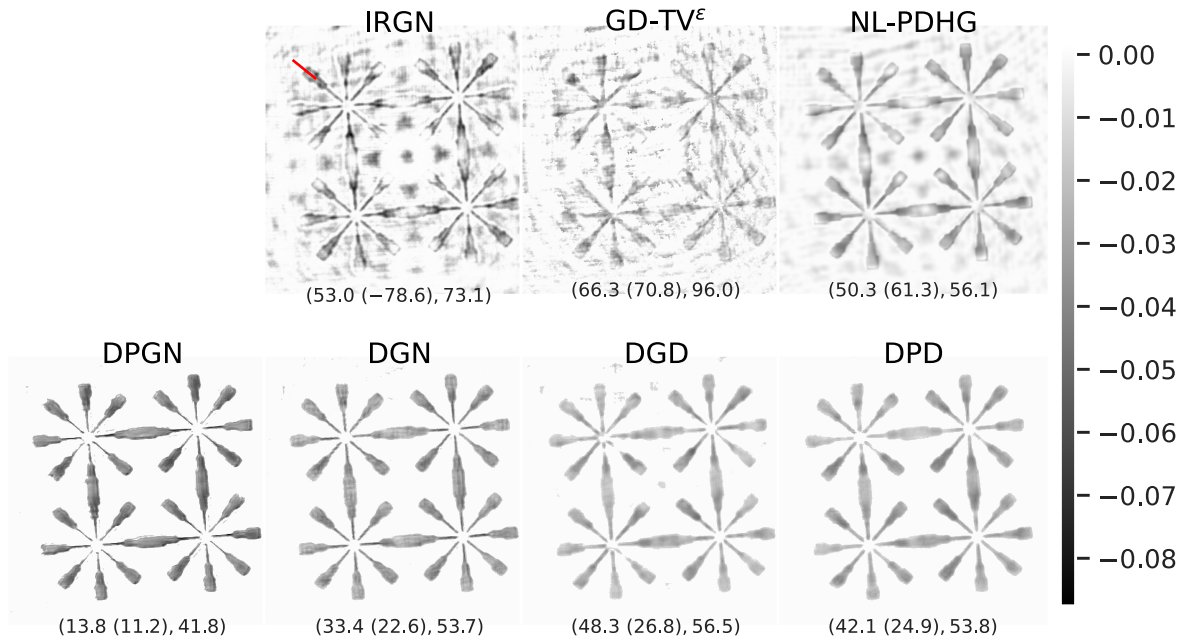 IRGN
GD-TVᵋ
NL-PDHG
(53.0 (−78.6), 73.1)
(66.3 (70.8), 96.0)
(50.3 (61.3), 56.1)
DPGN
DGN
DGD
DPD
(13.8 (11.2), 41.8)
(33.4 (22.6), 53.7)
(48.3 (26.8), 56.5)
(42.1 (24.9), 53.8)
0.00
−0.01
−0.02
−0.03
−0.04
−0.05
−0.06
−0.07
−0.08